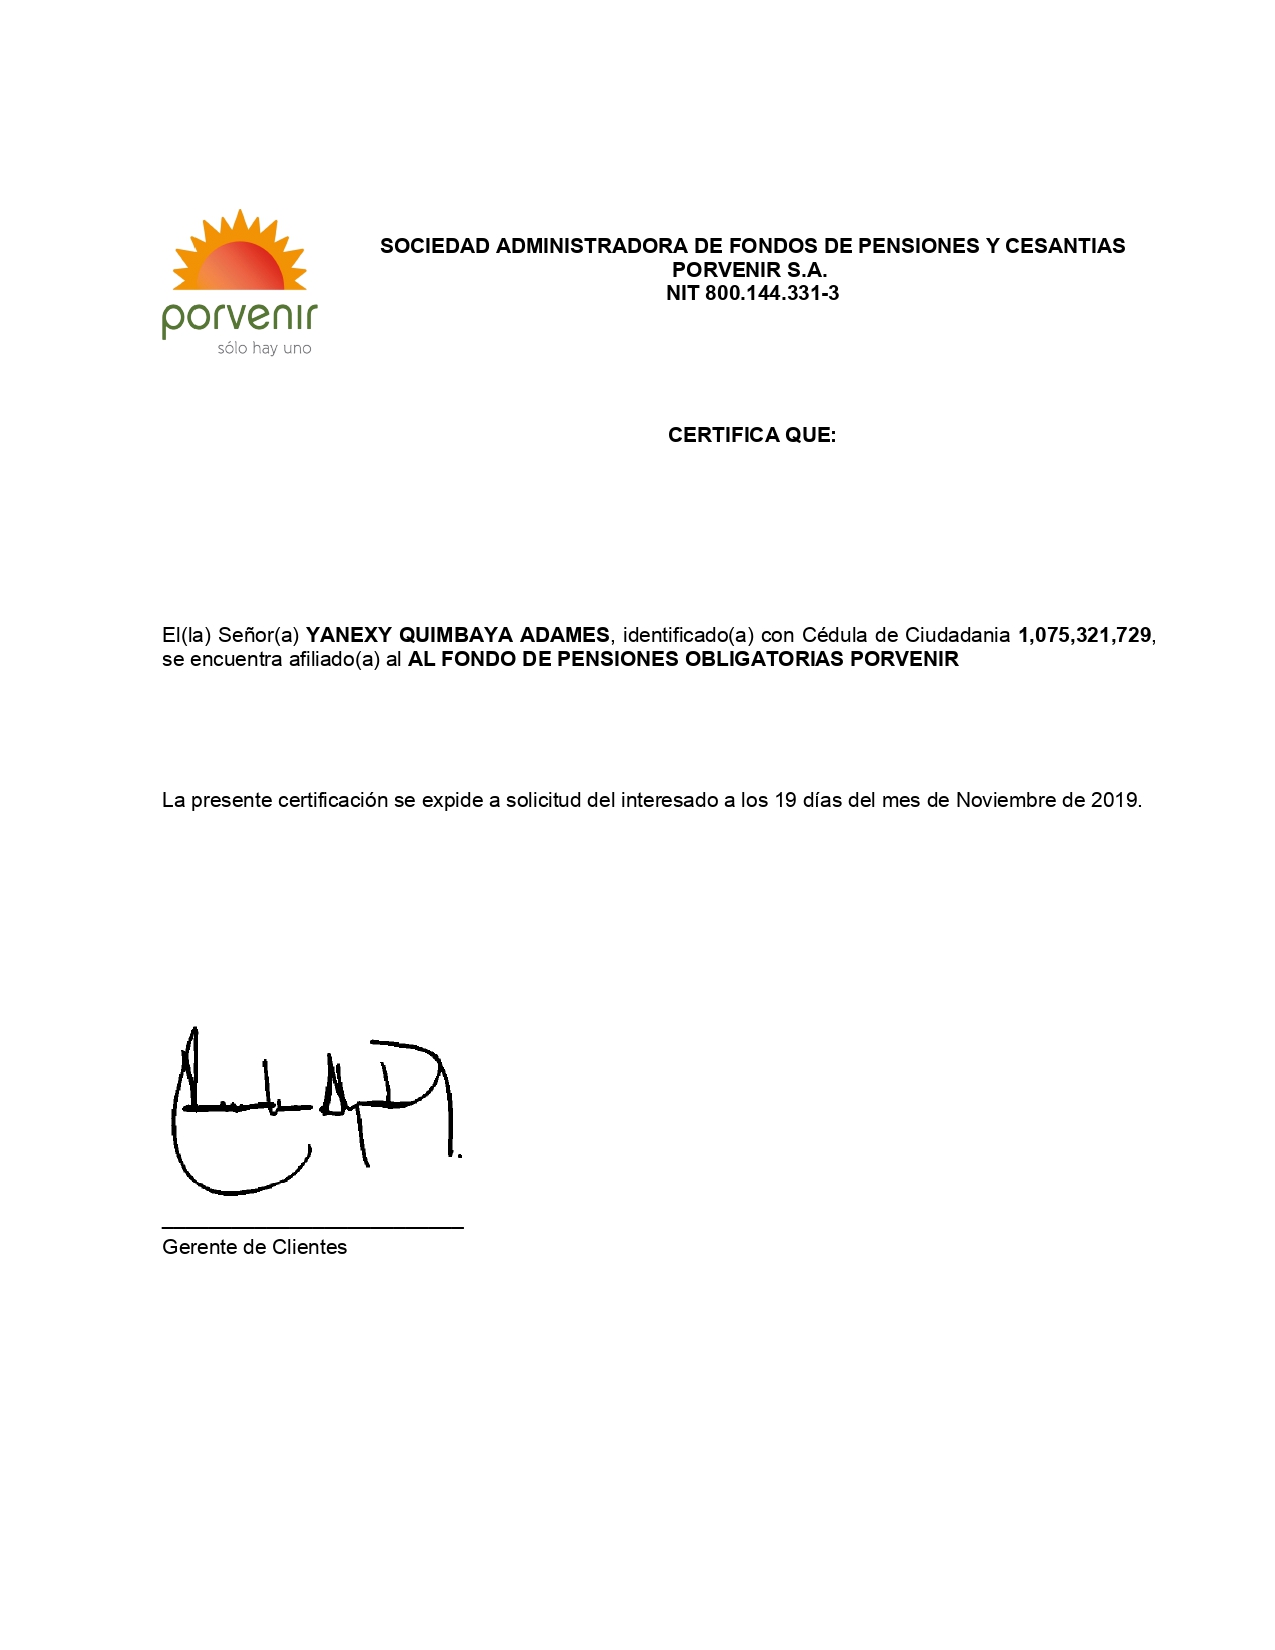 SOCIEDAD ADMINISTRADORA DE FONDOS DE PENSIONES Y CESANTIAS
PORVENIR S.A.
NIT 800.144.331-3
porvenir
sólo hay uno
CERTIFICA QUE:
El(la) Señor(a) YANEXY QUIMBAYA ADAMES, identificado(a) con Cédula de Ciudadania 1,075,321,729,
se encuentra afiliado(a) al AL FONDO DE PENSIONES OBLIGATORIAS PORVENIR
La presente certificación se expide a solicitud del interesado a los 19 días del mes de Noviembre de 2019.
Gerente de Clientes